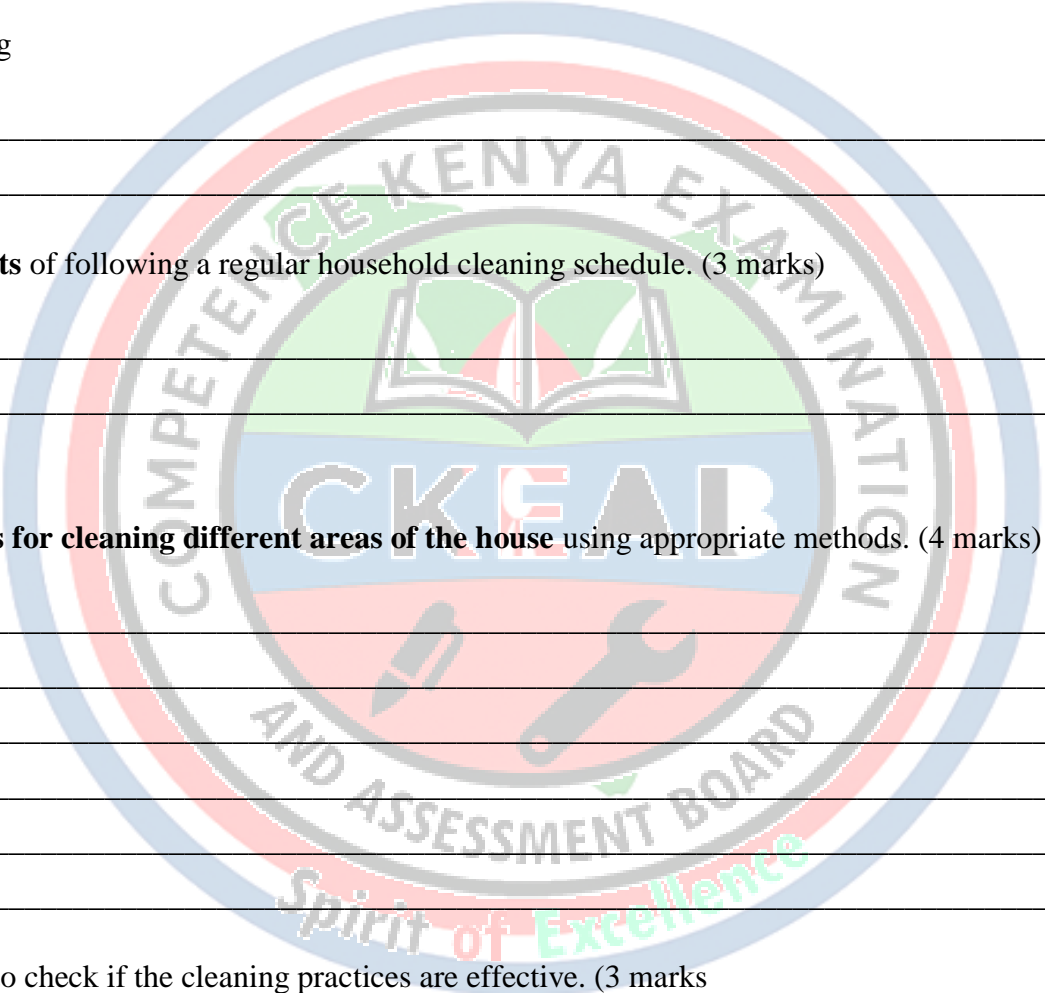 g
ts of following a regular household cleaning schedule. (3 marks)
s for cleaning different areas of the house using appropriate methods. (4 marks)
o check if the cleaning practices are effective. (3 marks
COMPETENCE KENYA EXAMINATION
CKEAB
AND ASSESSMENT BOARD
Spirit of Excellence